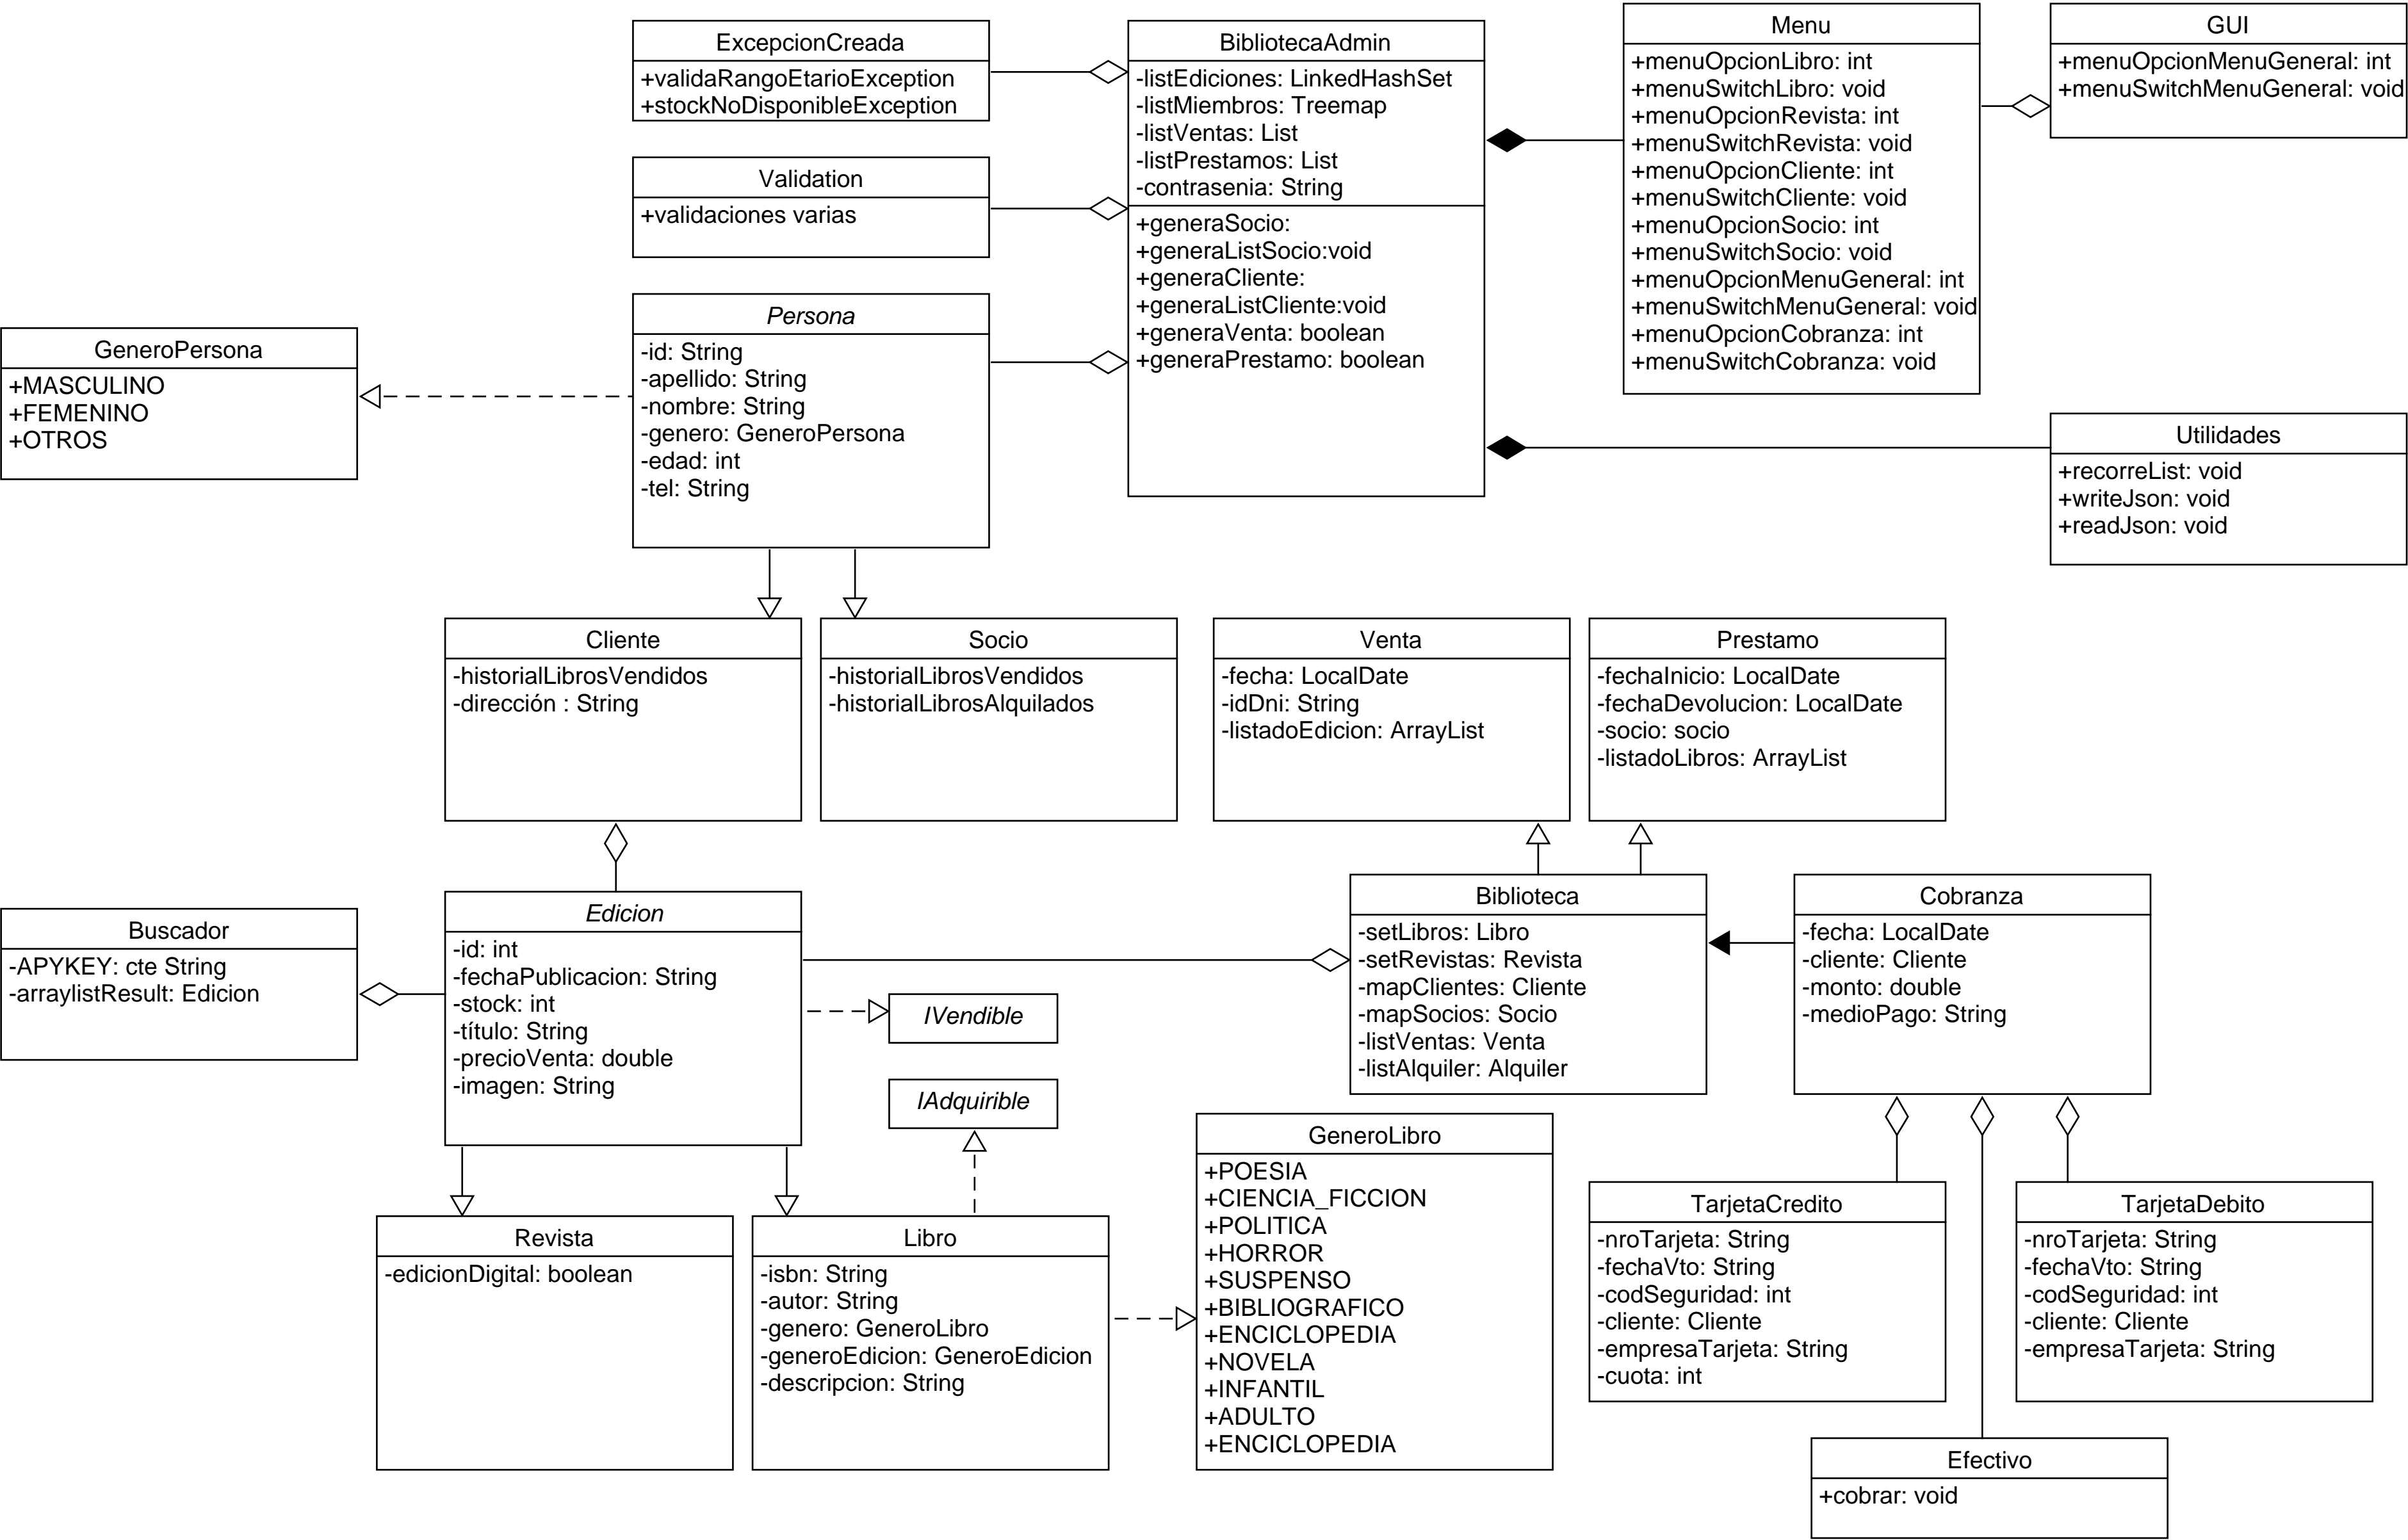 ExcepcionCreada
+validaRangoEtarioException
+stockNoDisponibleException
BibliotecaAdmin
-listEdiciones: LinkedHashSet
-listMiembros: Treemap
-listVentas: List
-listPrestamos: List
-contrasenia: String
+generaSocio:
+generaListSocio:void
+generaCliente:
+generaListCliente:void
+generaVenta: boolean
+generaPrestamo: boolean
Menu
+menuOpcionLibro: int
+menuSwitchLibro: void
+menuOpcionRevista: int
+menuSwitchRevista: void
+menuOpcionCliente: int
+menuSwitchCliente: void
+menuOpcionSocio: int
+menuSwitchSocio: void
+menuOpcionMenuGeneral: int
+menuSwitchMenuGeneral: void
+menuOpcionCobranza: int
+menuSwitchCobranza: void
GUI
+menuOpcionMenuGeneral: int
+menuSwitchMenuGeneral: void
Validation
+validaciones varias
GeneroPersona
+MASCULINO
+FEMENINO
+OTROS
Persona
-id: String
-apellido: String
-nombre: String
-genero: GeneroPersona
-edad: int
-tel: String
Utilidades
+recorreList: void
+writeJson: void
+readJson: void
Cliente
-historialLibrosVendidos
-dirección : String
Socio
-historialLibrosVendidos
-historialLibrosAlquilados
Venta
-fecha: LocalDate
-idDni: String
-listadoEdicion: ArrayList
Prestamo
-fechaInicio: LocalDate
-fechaDevolucion: LocalDate
-socio: socio
-listadoLibros: ArrayList
Buscador
-APYKEY: cte String
-arraylistResult: Edicion
Edicion
-id: int
-fechaPublicacion: String
-stock: int
-título: String
-precioVenta: double
-imagen: String
IVendible
IAdquirible
Biblioteca
-setLibros: Libro
-setRevistas: Revista
-mapClientes: Cliente
-mapSocios: Socio
-listVentas: Venta
-listAlquiler: Alquiler
Cobranza
-fecha: LocalDate
-cliente: Cliente
-monto: double
-medioPago: String
Revista
-edicionDigital: boolean
Libro
-isbn: String
-autor: String
-genero: GeneroLibro
-generoEdicion: GeneroEdicion
-descripcion: String
GeneroLibro
+POESIA
+CIENCIA_FICCION
+POLITICA
+HORROR
+SUSPENSO
+BIBLIOGRAFICO
+ENCICLOPEDIA
+NOVELA
+INFANTIL
+ADULTO
+ENCICLOPEDIA
TarjetaCredito
-nroTarjeta: String
-fechaVto: String
-codSeguridad: int
-cliente: Cliente
-empresaTarjeta: String
-cuota: int
TarjetaDebito
-nroTarjeta: String
-fechaVto: String
-codSeguridad: int
-cliente: Cliente
-empresaTarjeta: String
Efectivo
+cobrar: void